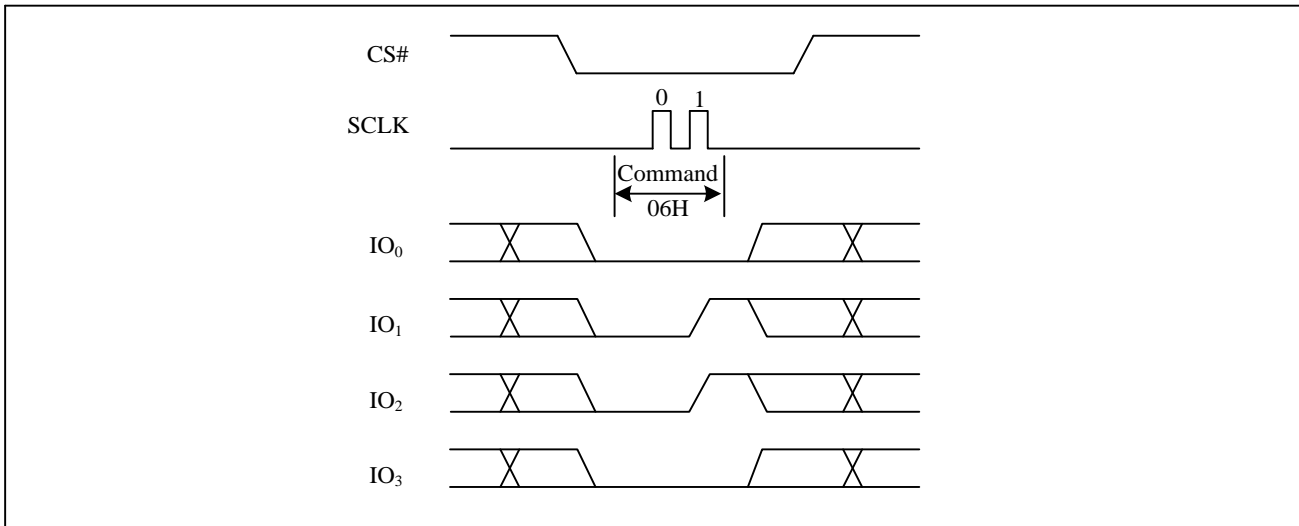 CS#
0 1
SCLK
Command
06H
IO₀
IO₁
IO₂
IO₃